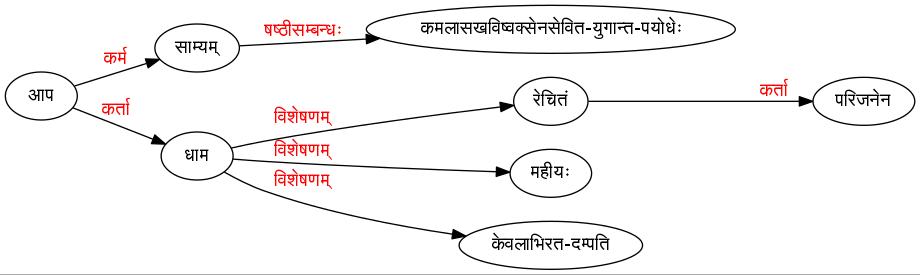 कमलासखविष्वक्सेनसेवित-युगान्त-पयोधेः
षष्ठीसम्बन्धः
साम्यम्
कर्म
आप
कर्ता
धाम
विशेषणम्
रेचितं
कर्ता
परिजनेन
विशेषणम्
महीयः
विशेषणम्
केवलाभिरत-दम्पति